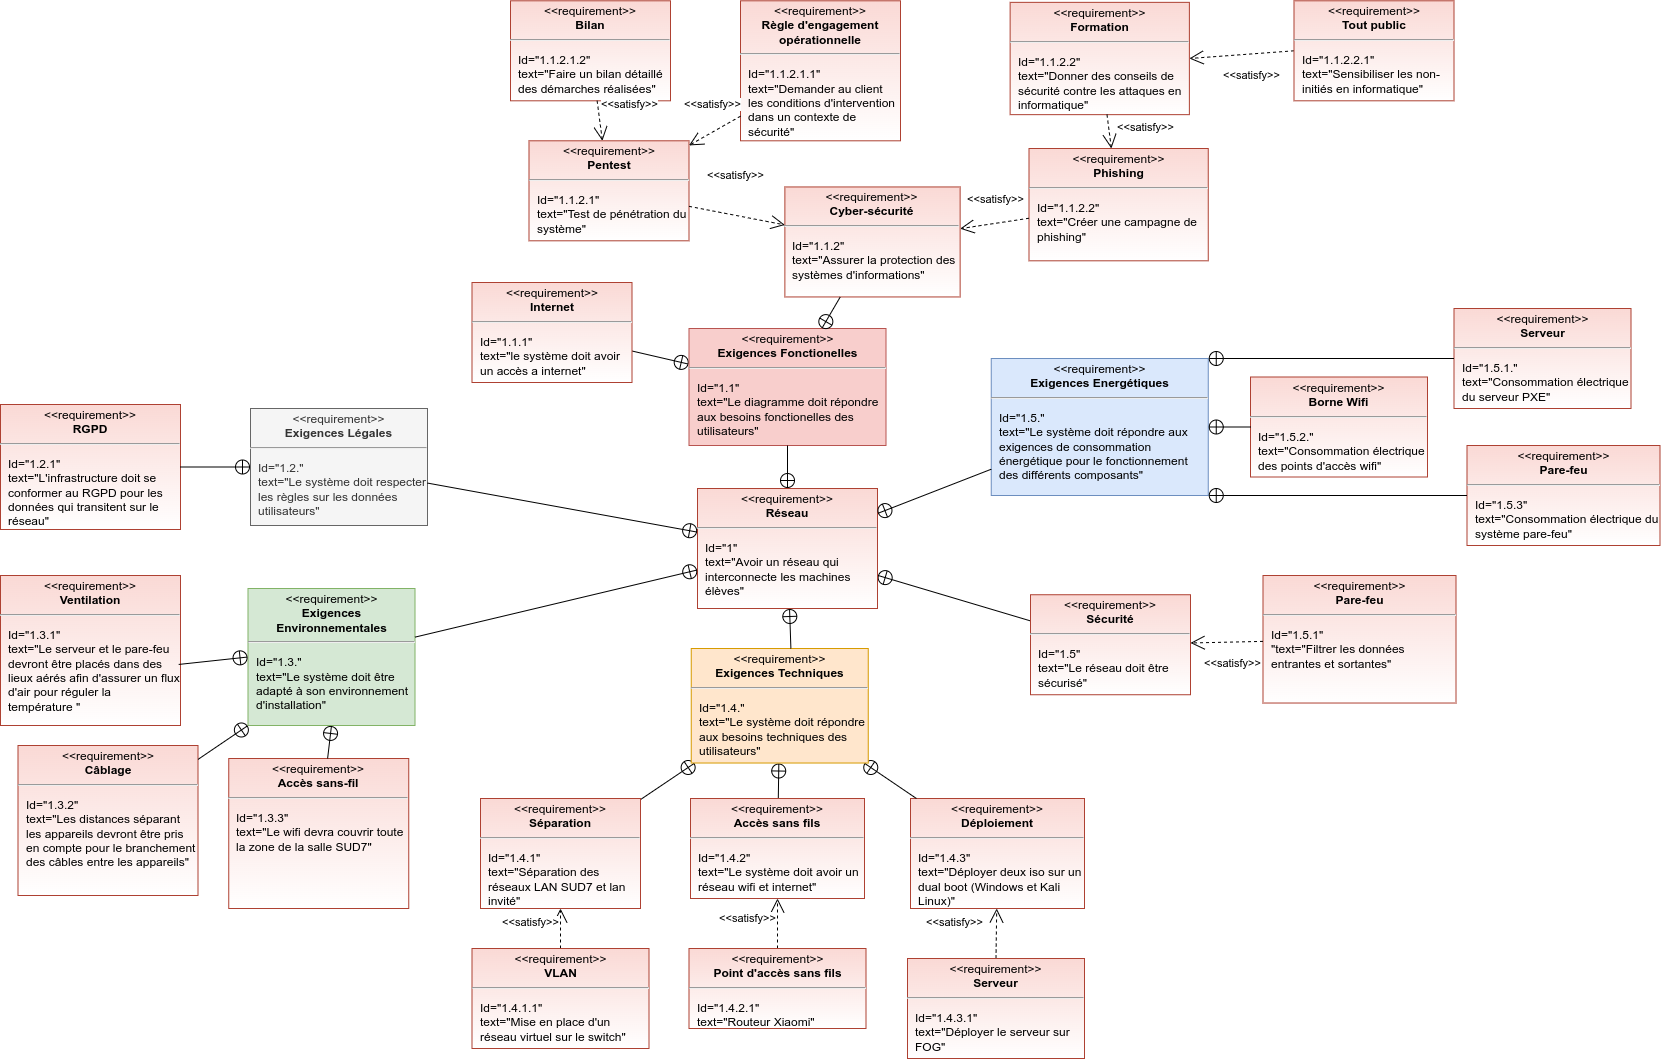 <<requirement>>
Bilan
Id="1.1.2.1.2"
text="Faire un bilan détaillé
des démarches réalisées"
<<requirement>>
Règle d'engagement
opérationnelle
Id="1.1.2.1.1"
text="Demander au client
les conditions d'intervention
dans un contexte de
sécurité"
<<requirement>>
Formation
Id="1.1.2.2"
text="Donner des conseils de
sécurité contre les attaques en
informatique"
<<requirement>>
Tout public
Id="1.1.2.2.1"
text="Sensibiliser les non-
initiés en informatique"
<<satisfy>>
<<satisfy>>
<<satisfy>>
<<satisfy>>
<<requirement>>
Pentest
Id="1.1.2.1"
text="Test de pénétration du
système"
<<satisfy>>
<<requirement>>
Cyber-sécurité
Id="1.1.2"
text="Assurer la protection des
systèmes d'informations"
<<satisfy>>
<<requirement>>
Phishing
Id="1.1.2.2"
text="Créer une campagne de
phishing"
<<requirement>>
Internet
Id="1.1.1"
text="le système doit avoir
un accès a internet"
<<requirement>>
Exigences Fonctionelles
Id="1.1"
text="Le diagramme doit répondre
aux besoins fonctionelles des
utilisateurs"
<<requirement>>
Exigences Energétiques
Id="1.5."
text="Le système doit répondre aux
exigences de consommation
énergétique pour le fonctionnement
des différents composants"
<<requirement>>
Serveur
Id="1.5.1."
text="Consommation électrique
du serveur PXE"
<<requirement>>
Borne Wifi
Id="1.5.2."
text="Consommation électrique
des points d'accès wifi"
<<requirement>>
Pare-feu
Id="1.5.3"
text="Consommation électrique du
système pare-feu"
<<requirement>>
RGPD
Id="1.2.1"
text="L'infrastructure doit se
conformer au RGPD pour les
données qui transitent sur le
réseau"
<<requirement>>
Exigences Légales
Id="1.2."
text="Le système doit respecter
les règles sur les données
utilisateurs"
<<requirement>>
Réseau
Id="1"
text="Avoir un réseau qui
interconnecte les machines
élèves"
<<requirement>>
Ventilation
Id="1.3.1"
text="Le serveur et le pare-feu
devront être placés dans des
lieux aérés afin d'assurer un flux
d'air pour réguler la
température "
<<requirement>>
Exigences
Environnementales
Id="1.3."
text="Le système doit être
adapté à son environnement
d'installation"
<<requirement>>
Sécurité
Id="1.5"
text="Le réseau doit être
sécurisé"
<<satisfy>>
<<requirement>>
Pare-feu
Id="1.5.1"
"text="Filtrer les données
entrantes et sortantes"
<<requirement>>
Exigences Techniques
Id="1.4."
text="Le système doit répondre
aux besoins techniques des
utilisateurs"
<<requirement>>
Câblage
Id="1.3.2"
text="Les distances séparant
les appareils devront être pris
en compte pour le branchement
des câbles entre les appareils"
<<requirement>>
Accès sans-fil
Id="1.3.3"
text="Le wifi devra couvrir toute
la zone de la salle SUD7"
<<requirement>>
Séparation
Id="1.4.1"
text="Séparation des
réseaux LAN SUD7 et lan
invité"
<<requirement>>
Accès sans fils
Id="1.4.2"
text="Le système doit avoir un
réseau wifi et internet"
<<requirement>>
Déploiement
Id="1.4.3"
text="Déployer deux iso sur un
dual boot (Windows et Kali
Linux)"
<<satisfy>>
<<satisfy>>
<<satisfy>>
<<requirement>>
VLAN
Id="1.4.1.1"
text="Mise en place d'un
réseau virtuel sur le switch"
<<requirement>>
Point d'accès sans fils
Id="1.4.2.1"
text="Routeur Xiaomi"
<<requirement>>
Serveur
Id="1.4.3.1"
text="Déployer le serveur sur
FOG"